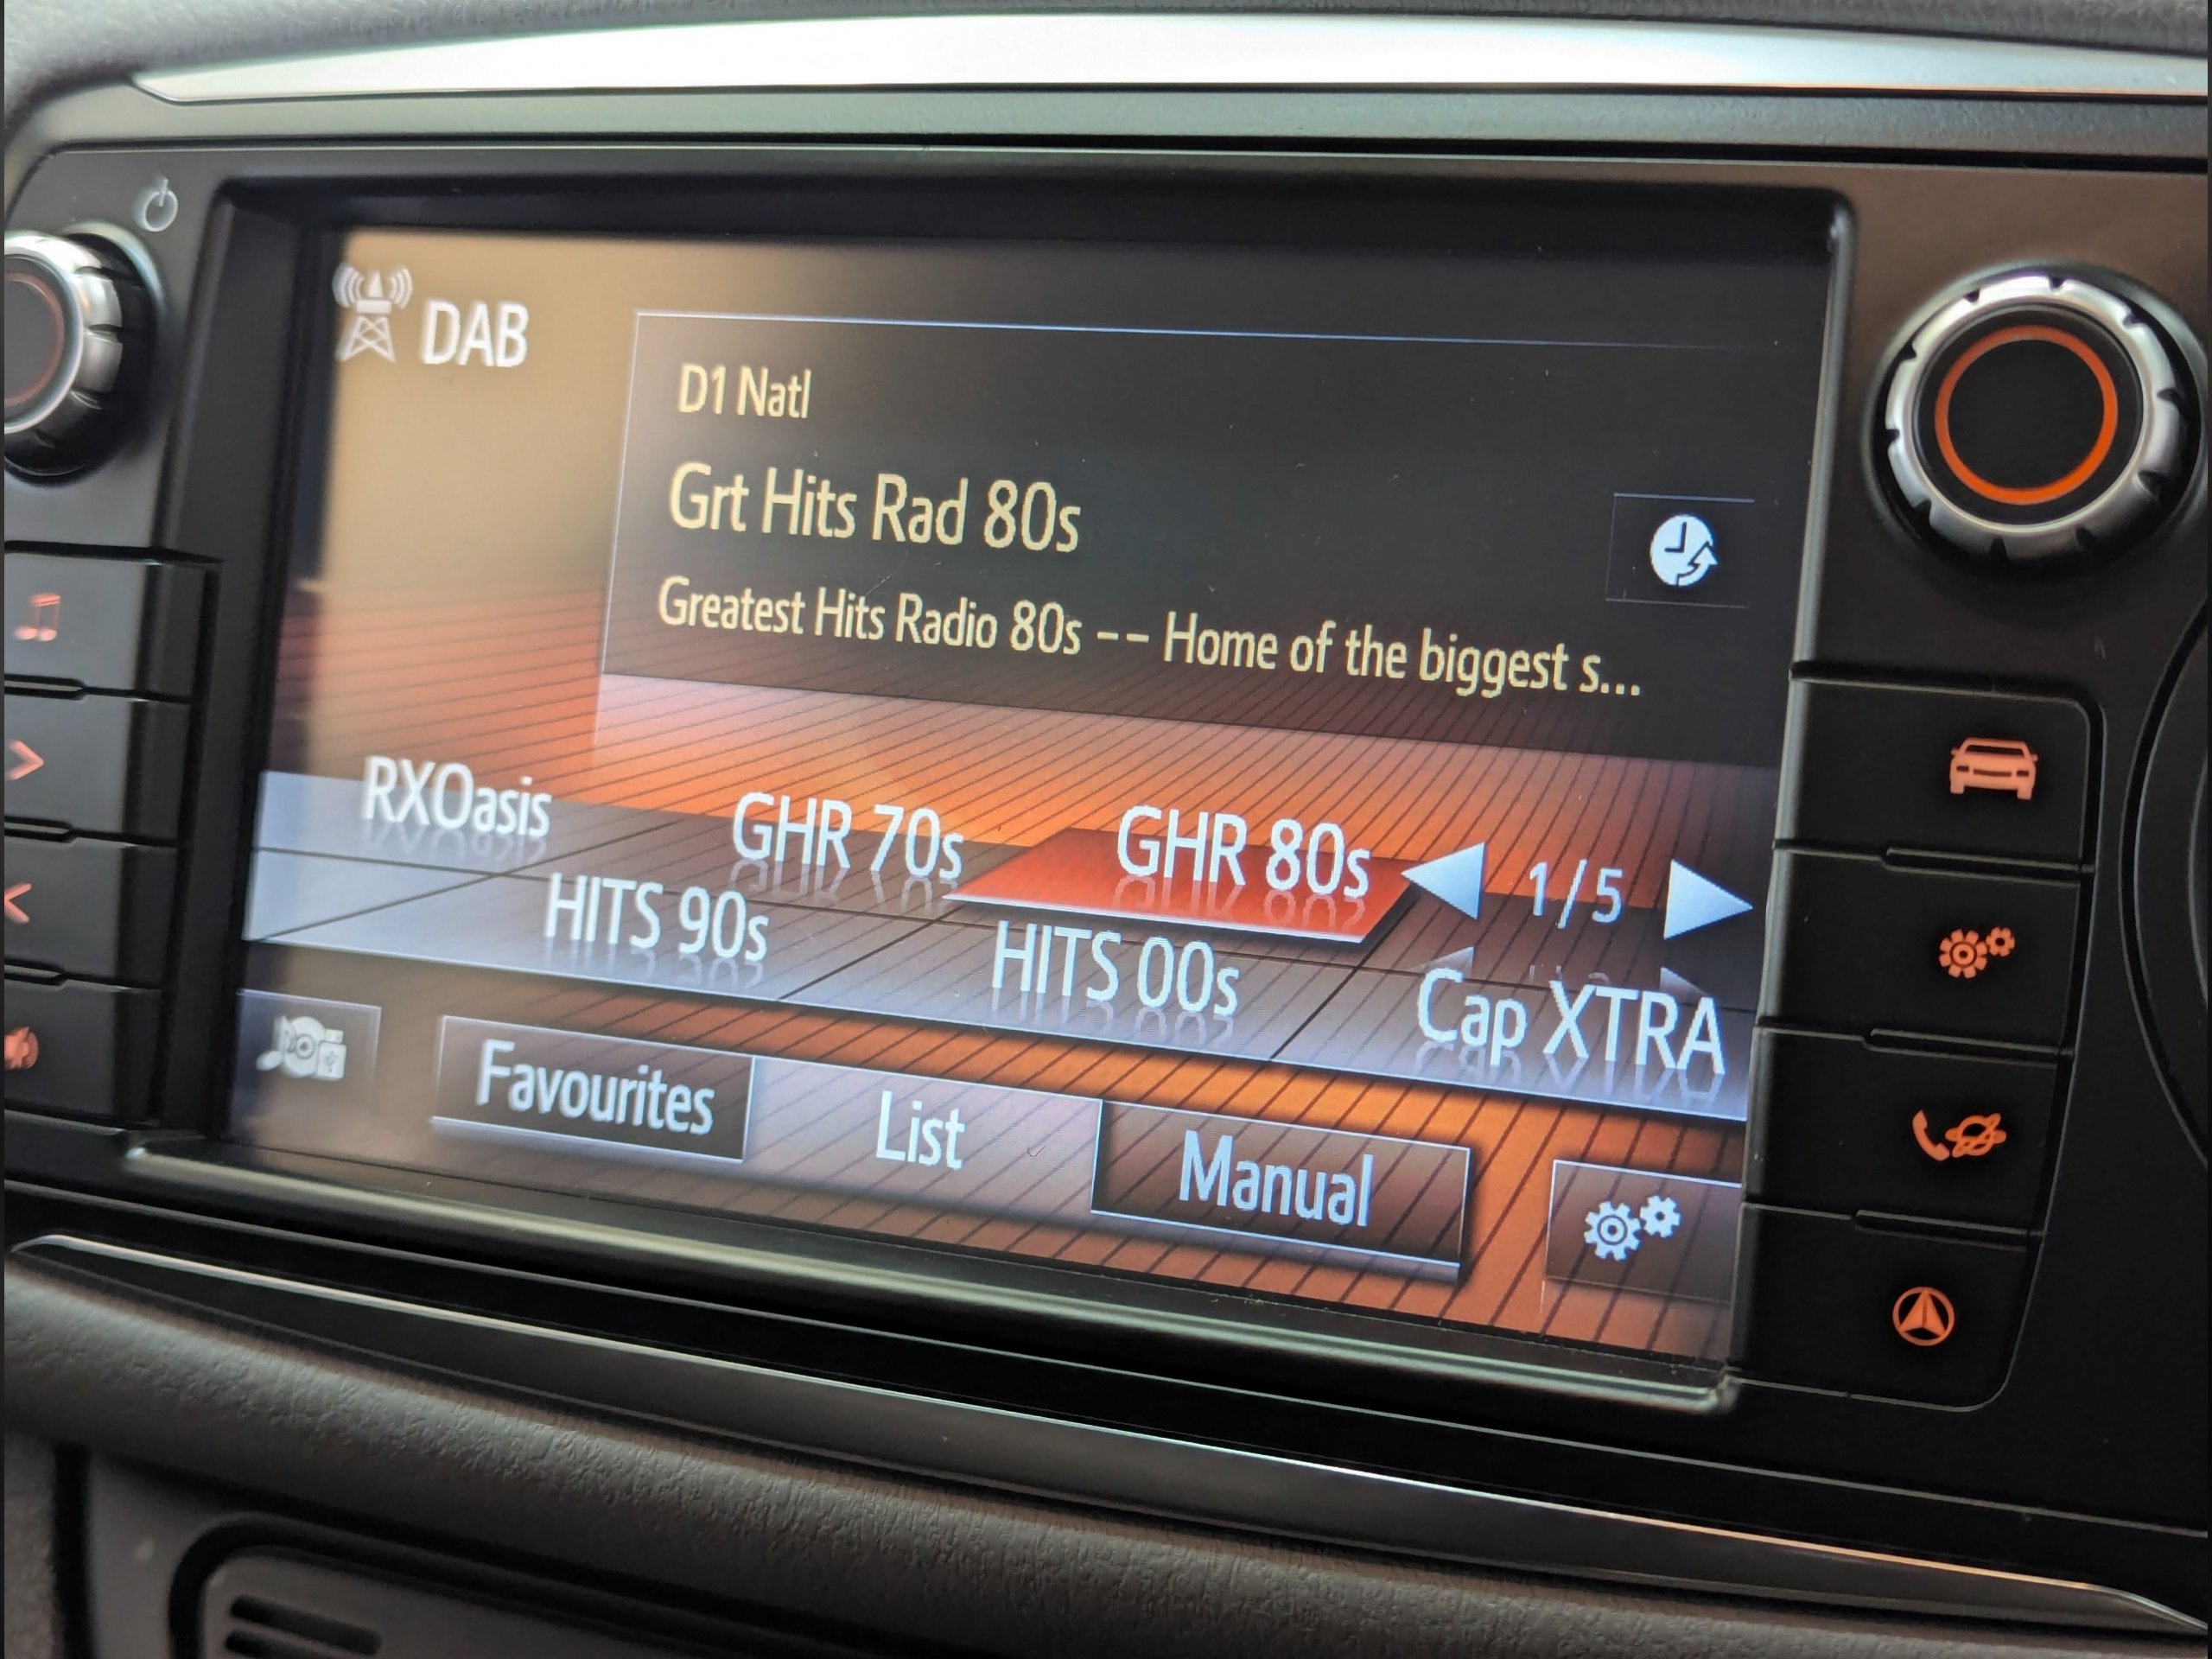 DAB
D1 Natl
Grt Hits Rad 80s
Greatest Hits Radio 80s -- Home of the biggest s...
RXOasis
GHR 70s
GHR 80s
1/5
HITS 90s
HITS 00s
Cap XTRA
Favourites
List
Manual